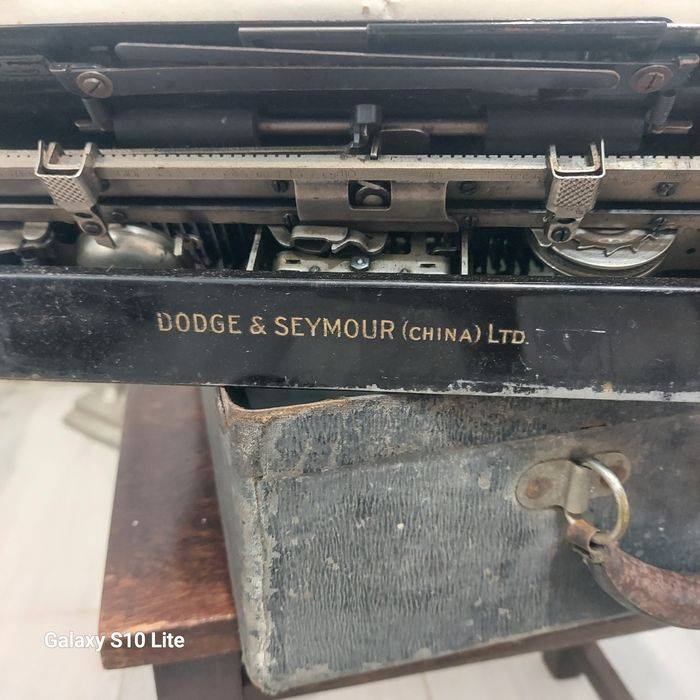 DODGE & SEYMOUR (CHINA) LTD.
Galaxy S10 Lite